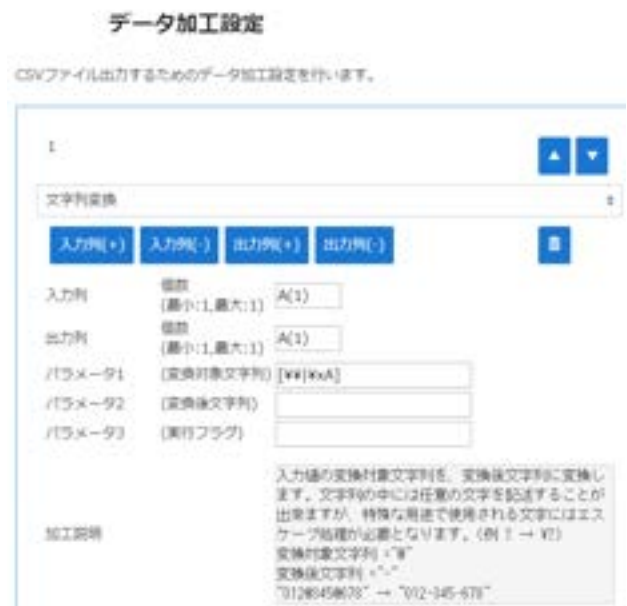 データ加工設定
CSVファイル出力するためのデータ加工設定を行います。
1
▲ ▼
文字列変換
入力列(+) 入力列(-) 出力列(+) 出力列(-)
入力列 個数 (最小:1,最大:1) A(1)
出力列 個数 (最小:1,最大:1) A(1)
パラメータ1 (変換対象文字列) [¥¥|¥xA]
パラメータ2 (変換後文字列)
パラメータ3 (実行フラグ)
加工説明
入力値の変換対象文字列を、変換後文字列に変換し
ます。文字列の中には任意の文字を記述することが
出来ますが、特殊な用途で使用される文字にはエス
ケープ処理が必要となります。(例 ? → ¥?)
変換対象文字列 ="#"
変換後文字列 ="-"
"012#345#678" → "012-345-678"